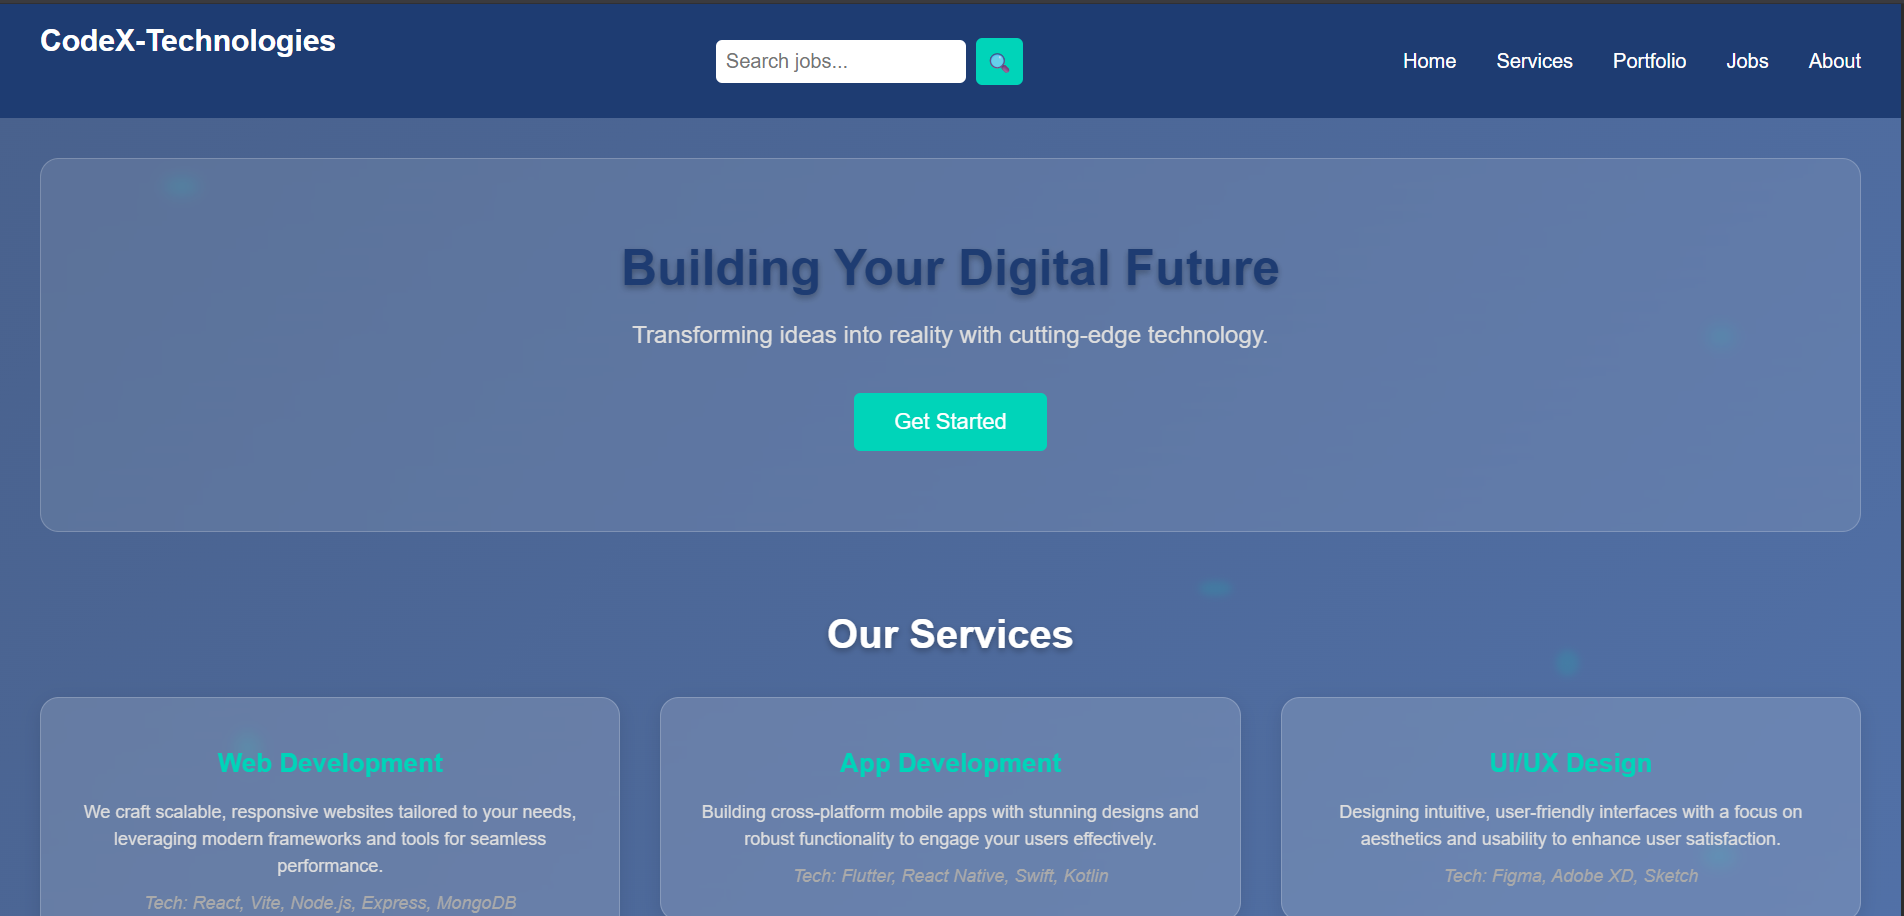 CodeX-Technologies
Search jobs...
Home Services Portfolio Jobs About
Building Your Digital Future
Transforming ideas into reality with cutting-edge technology.
Get Started
Our Services
Web Development
We craft scalable, responsive websites tailored to your needs,
leveraging modern frameworks and tools for seamless
performance.
Tech: React, Vite, Node.js, Express, MongoDB
App Development
Building cross-platform mobile apps with stunning designs and
robust functionality to engage your users effectively.
Tech: Flutter, React Native, Swift, Kotlin
UI/UX Design
Designing intuitive, user-friendly interfaces with a focus on
aesthetics and usability to enhance user satisfaction.
Tech: Figma, Adobe XD, Sketch